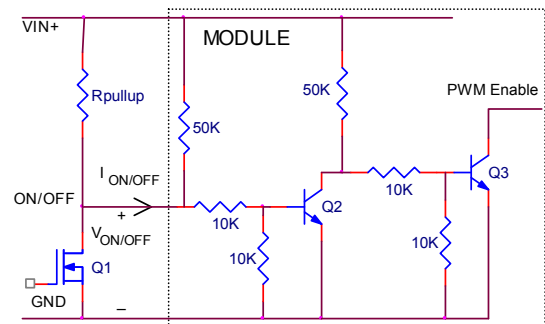 VIN+
MODULE
Rpullup
50K
50K
PWM Enable
I ON/OFF
ON/OFF
+
V ON/OFF
10K
10K
Q2
10K
10K
Q3
Q1
GND
–